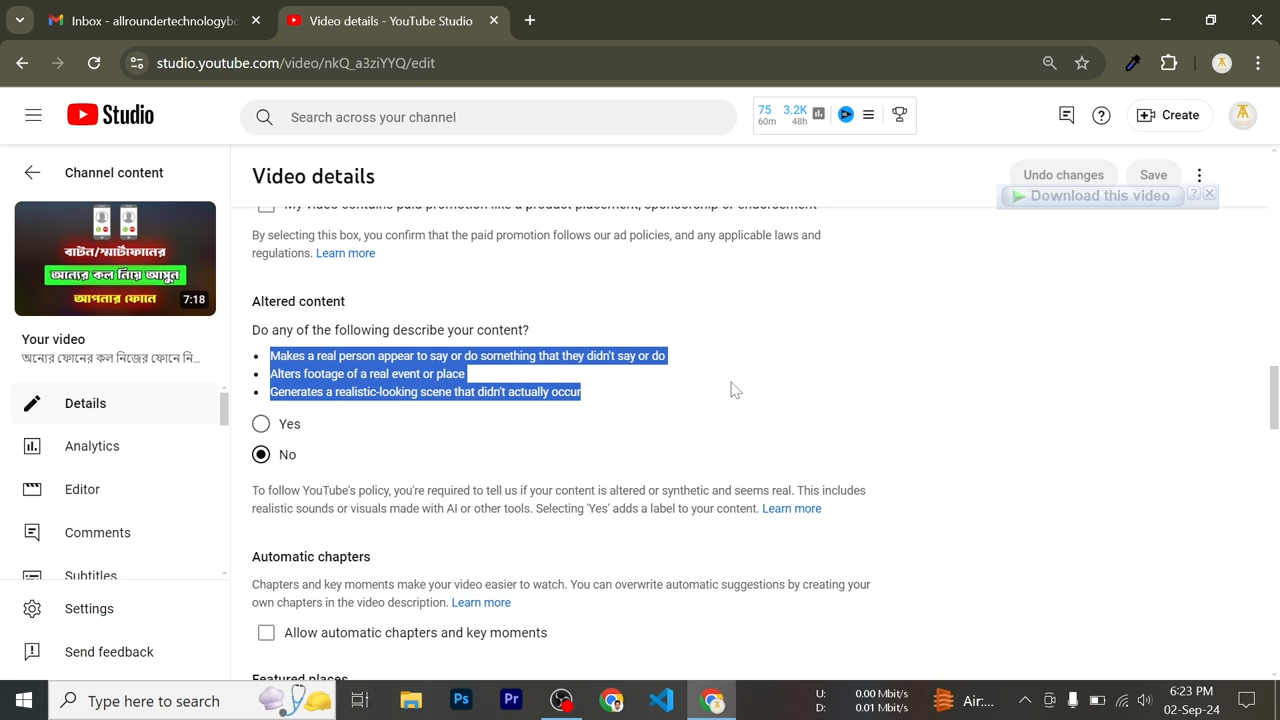 Inbox - allroundertechnologybd
Video details - YouTube Studio
studio.youtube.com/video/nkQ_a3ziYYQ/edit
Studio
Search across your channel
75 3.2K
60m 48h
Create
Channel content
Video details
Undo changes
Save
Download this video
বাটন/স্মার্টফোনের
অন্যের কল নিয়ে আসুন
আপনার ফোনে
7:18
Your video
অন্যের ফোনের কল নিজের ফোনে নি...
Details
Analytics
Editor
Comments
Subtitles
Settings
Send feedback
My video contains paid promotion like a product placement, sponsorship or endorsement
By selecting this box, you confirm that the paid promotion follows our ad policies, and any applicable laws and
regulations. Learn more
Altered content
Do any of the following describe your content?
Makes a real person appear to say or do something that they didn't say or do
Alters footage of a real event or place
Generates a realistic-looking scene that didn't actually occur
Yes
No
To follow YouTube's policy, you're required to tell us if your content is altered or synthetic and seems real. This includes
realistic sounds or visuals made with AI or other tools. Selecting 'Yes' adds a label to your content. Learn more
Automatic chapters
Chapters and key moments make your video easier to watch. You can overwrite automatic suggestions by creating your
own chapters in the video description. Learn more
Allow automatic chapters and key moments
Featured places
Type here to search
Ps
Pr
U: 0.00 Mbit/s
D: 0.01 Mbit/s
Air...
6:23 PM
02-Sep-24